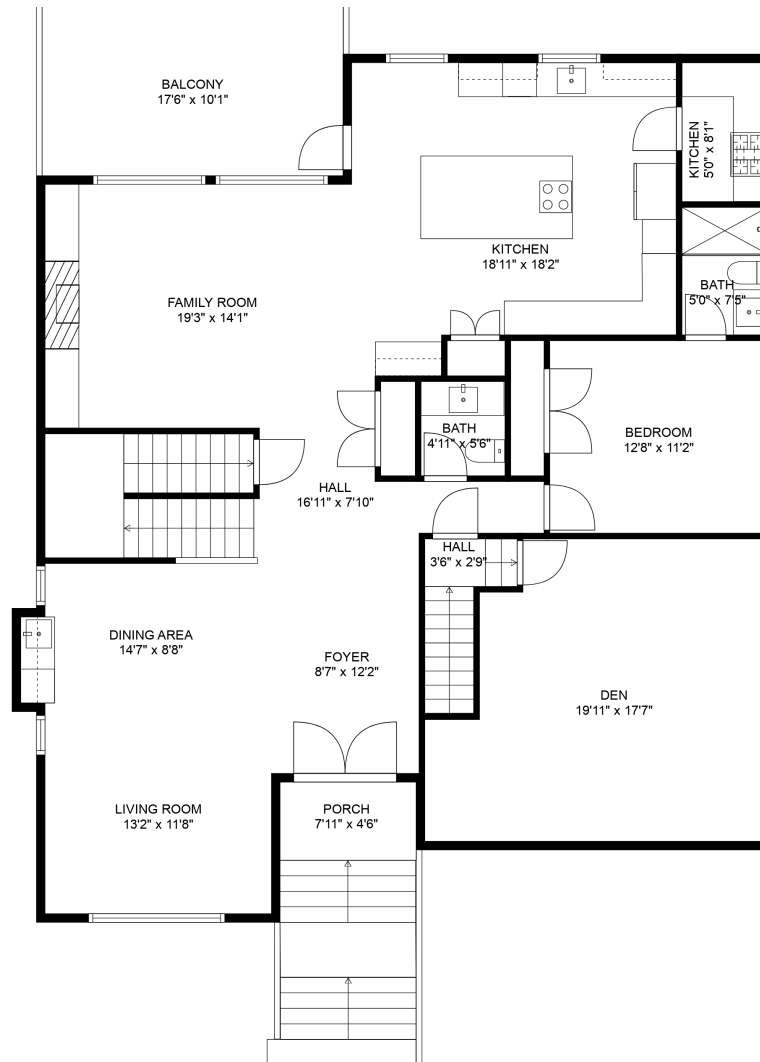 BALCONY
17'6" x 10'1"
KITCHEN
5'0" x 8'1"
KITCHEN
18'11" x 18'2"
FAMILY ROOM
19'3" x 14'1"
BATH
5'0" x 7'5"
BATH
4'11" x 5'6"
BEDROOM
12'8" x 11'2"
HALL
16'11" x 7'10"
HALL
3'6" x 2'9"
DINING AREA
14'7" x 8'8"
FOYER
8'7" x 12'2"
DEN
19'11" x 17'7"
LIVING ROOM
13'2" x 11'8"
PORCH
7'11" x 4'6"